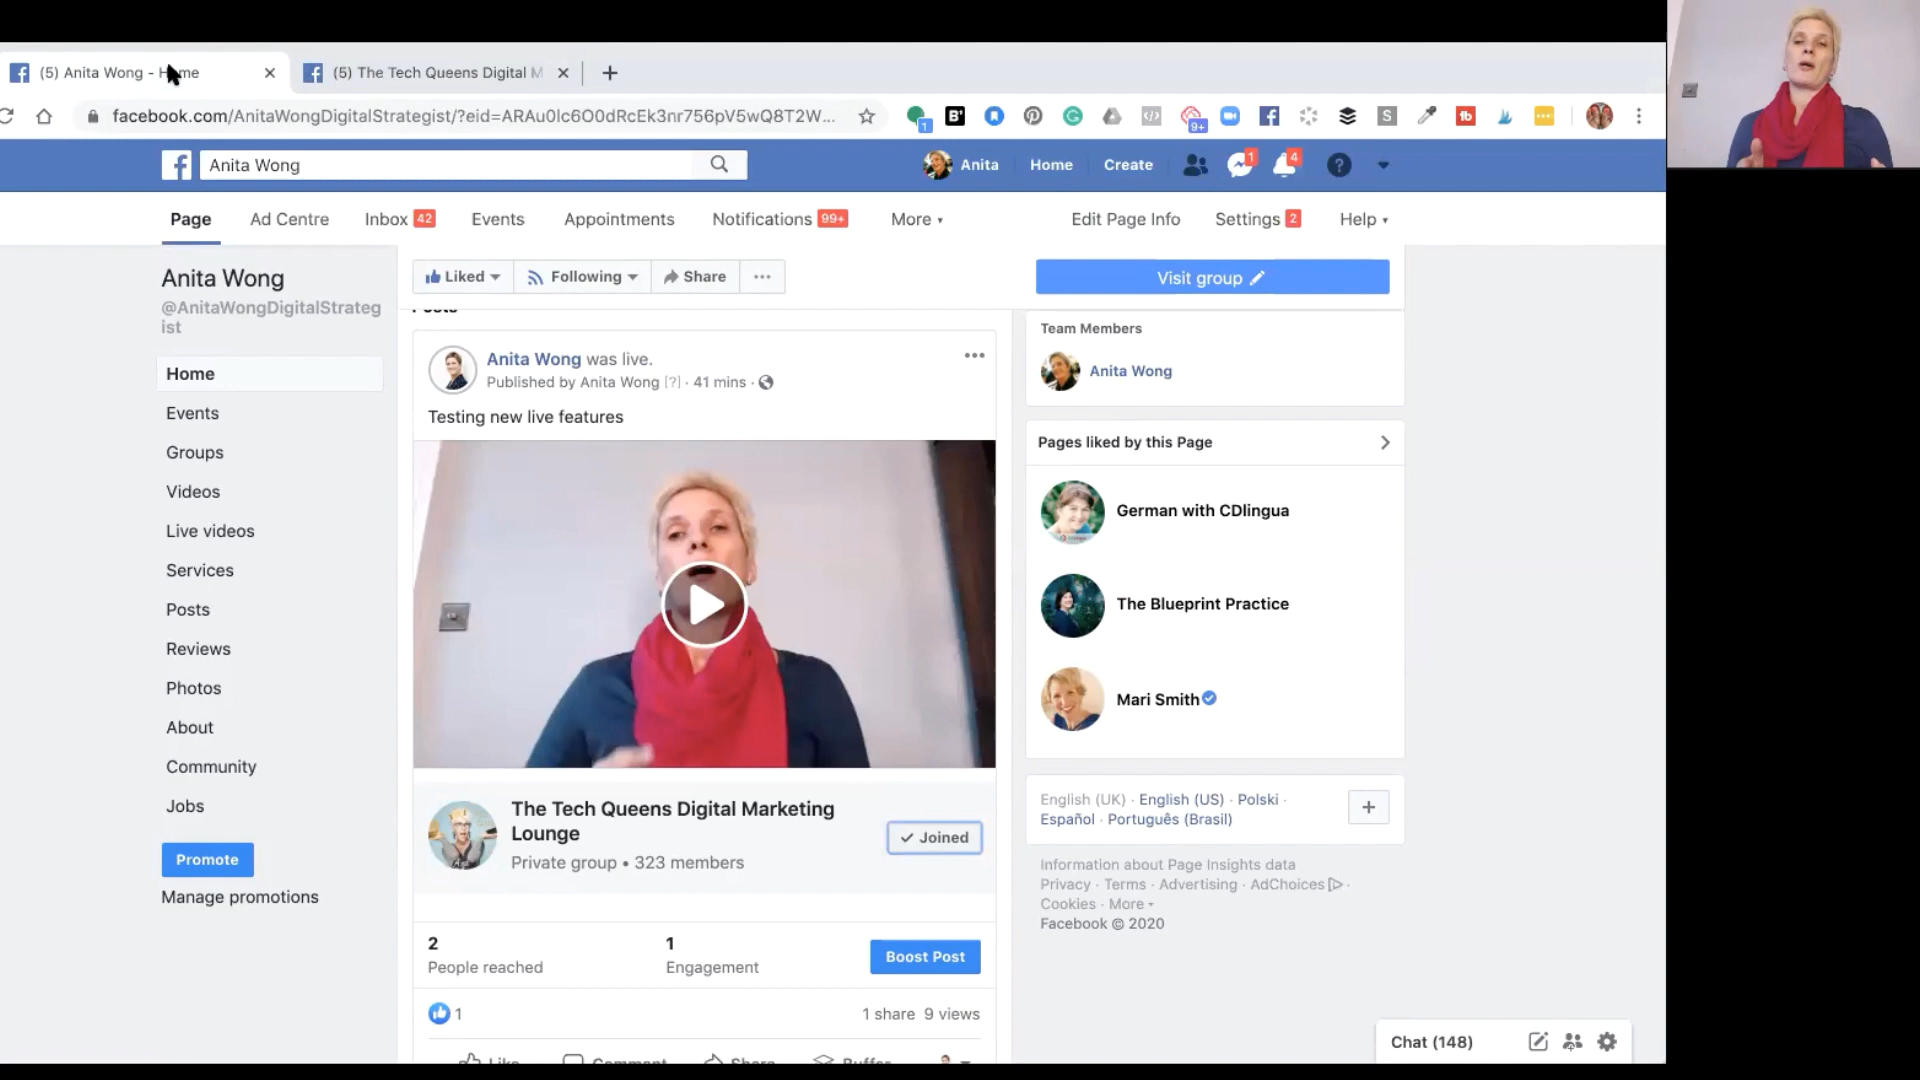 (5) Anita Wong - Home
(5) The Tech Queens Digital M
facebook.com/AnitaWongDigitalStrategist/?eid=ARAu0lc6O0dRcEk3nr756pV5wQ8T2W...
Anita Wong
Anita
Home
Create
1
4
Page
Ad Centre
Inbox 42
Events
Appointments
Notifications 99+
More
Edit Page Info
Settings 2
Help
Anita Wong
@AnitaWongDigitalStrateg
ist
Home
Events
Groups
Videos
Live videos
Services
Posts
Reviews
Photos
About
Community
Jobs
Promote
Manage promotions
Liked
Following
Share
Visit group
Posts
Anita Wong was live.
Published by Anita Wong [?] · 41 mins ·
Testing new live features
The Tech Queens Digital Marketing
Lounge
Private group • 323 members
Joined
2
People reached
1
Engagement
Boost Post
1
1 share 9 views
Like
Comment
Share
Buffer
Team Members
Anita Wong
Pages liked by this Page
German with CDlingua
The Blueprint Practice
Mari Smith
English (UK) · English (US) · Polski ·
Español · Português (Brasil)
Information about Page Insights data
Privacy · Terms · Advertising · AdChoices ·
Cookies · More
Facebook © 2020
Chat (148)